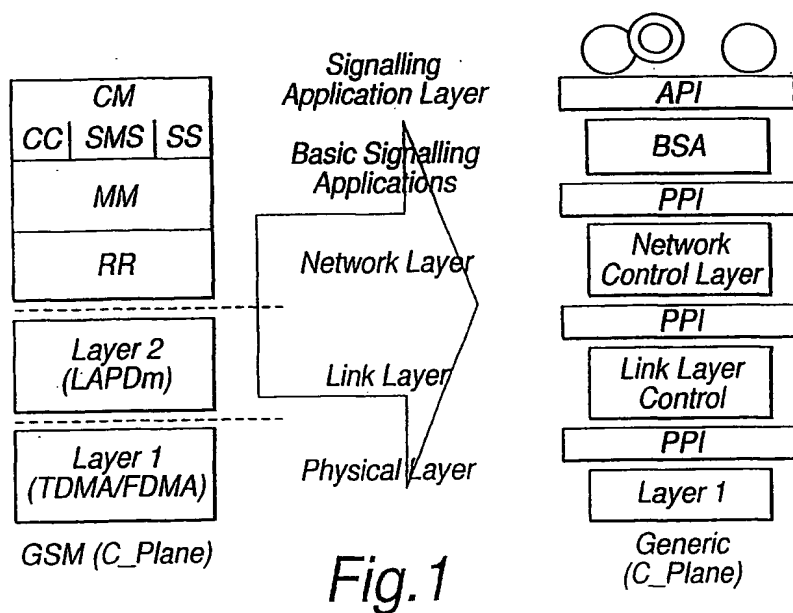 CM
CC | SMS | SS
MM
RR
Layer 2
(LAPDm)
Layer 1
(TDMA/FDMA)
GSM (C_Plane)
Signalling
Application Layer
Basic Signalling
Applications
Network Layer
Link Layer
Physical Layer
API
BSA
PPI
Network
Control Layer
PPI
Link Layer
Control
PPI
Layer 1
Generic
(C_Plane)
Fig.1